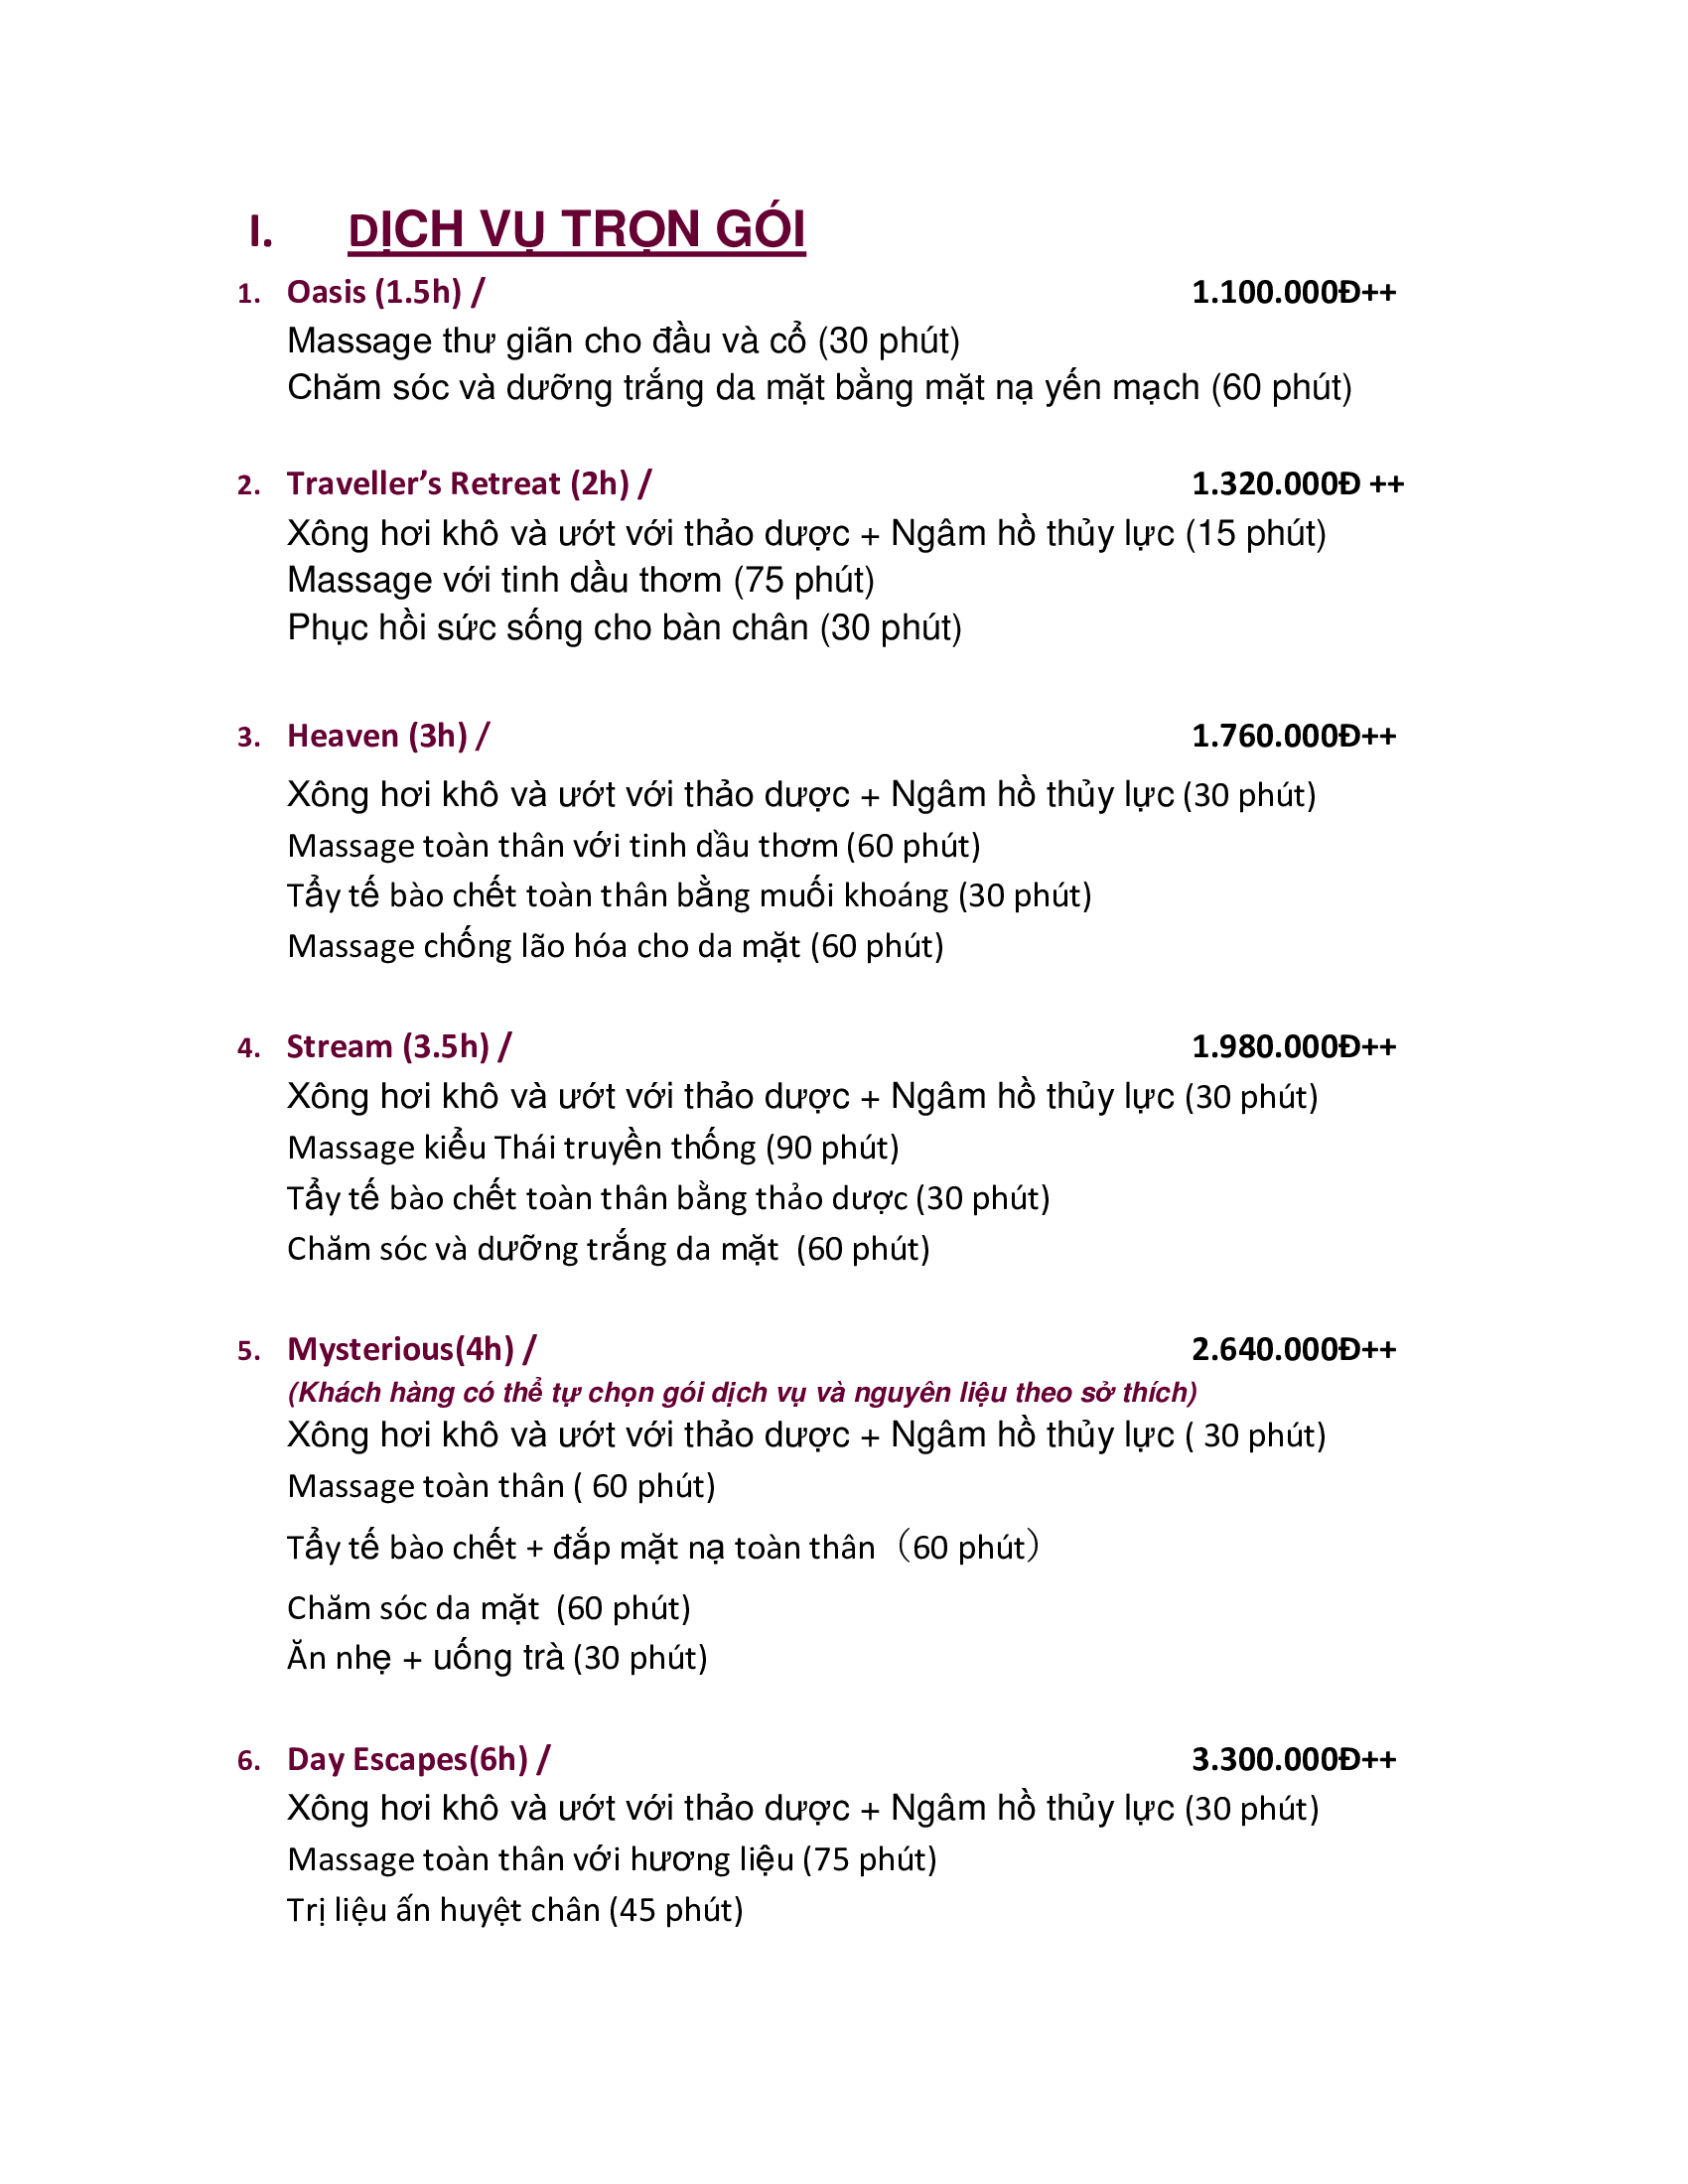 I. DỊCH VỤ TRỌN GÓI
1. Oasis (1.5h) / 1.100.000Đ++
Massage thư giãn cho đầu và cổ (30 phút)
Chăm sóc và dưỡng trắng da mặt bằng mặt nạ yến mạch (60 phút)
2. Traveller’s Retreat (2h) / 1.320.000Đ ++
Xông hơi khô và ướt với thảo dược + Ngâm hồ thủy lực (15 phút)
Massage với tinh dầu thơm (75 phút)
Phục hồi sức sống cho bàn chân (30 phút)
3. Heaven (3h) / 1.760.000Đ++
Xông hơi khô và ướt với thảo dược + Ngâm hồ thủy lực (30 phút)
Massage toàn thân với tinh dầu thơm (60 phút)
Tẩy tế bào chết toàn thân bằng muối khoáng (30 phút)
Massage chống lão hóa cho da mặt (60 phút)
4. Stream (3.5h) / 1.980.000Đ++
Xông hơi khô và ướt với thảo dược + Ngâm hồ thủy lực (30 phút)
Massage kiểu Thái truyền thống (90 phút)
Tẩy tế bào chết toàn thân bằng thảo dược (30 phút)
Chăm sóc và dưỡng trắng da mặt  (60 phút)
5. Mysterious(4h) / 2.640.000Đ++
(Khách hàng có thể tự chọn gói dịch vụ và nguyên liệu theo sở thích)
Xông hơi khô và ướt với thảo dược + Ngâm hồ thủy lực ( 30 phút)
Massage toàn thân ( 60 phút)
Tẩy tế bào chết + đắp mặt nạ toàn thân（60 phút）
Chăm sóc da mặt  (60 phút)
Ăn nhẹ + uống trà (30 phút)
6. Day Escapes(6h) / 3.300.000Đ++
Xông hơi khô và ướt với thảo dược + Ngâm hồ thủy lực (30 phút)
Massage toàn thân với hương liệu (75 phút)
Trị liệu ấn huyệt chân (45 phút)